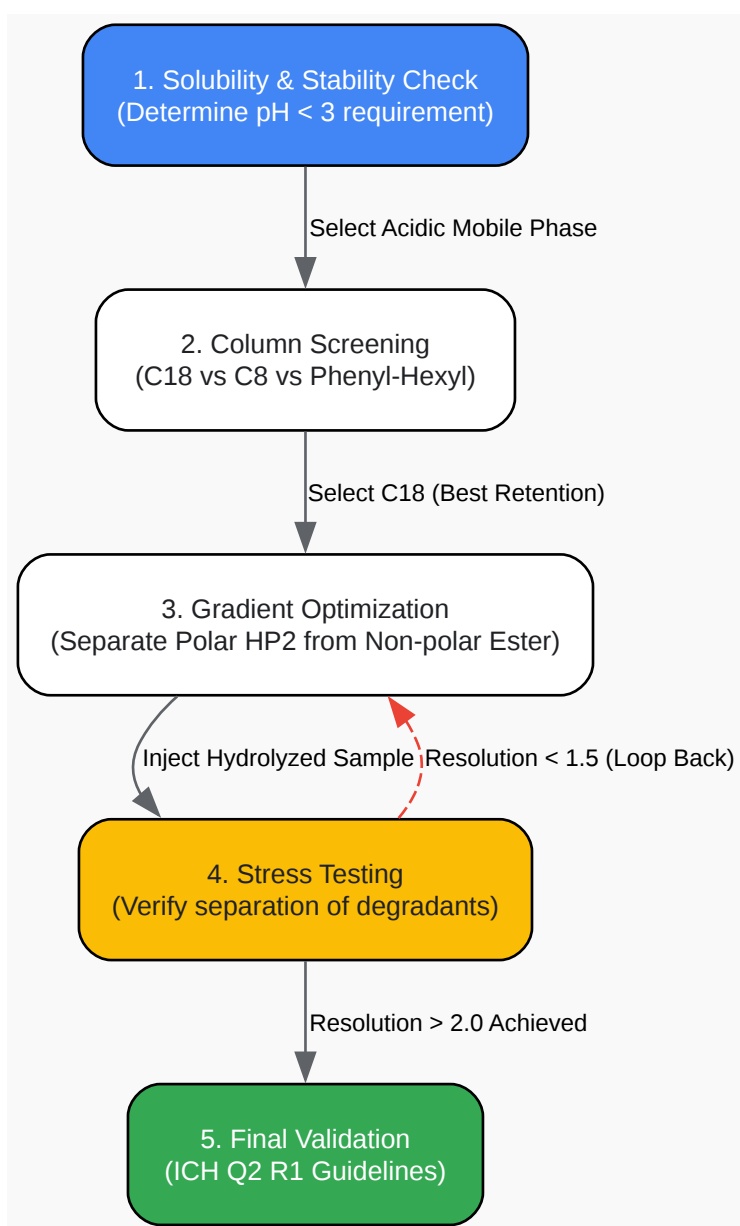 1. Solubility & Stability Check
(Determine pH < 3 requirement)
Select Acidic Mobile Phase
2. Column Screening
(C18 vs C8 vs Phenyl-Hexyl)
Select C18 (Best Retention)
3. Gradient Optimization
(Separate Polar HP2 from Non-polar Ester)
Inject Hydrolyzed Sample
Resolution < 1.5 (Loop Back)
4. Stress Testing
(Verify separation of degradants)
Resolution > 2.0 Achieved
5. Final Validation
(ICH Q2 R1 Guidelines)